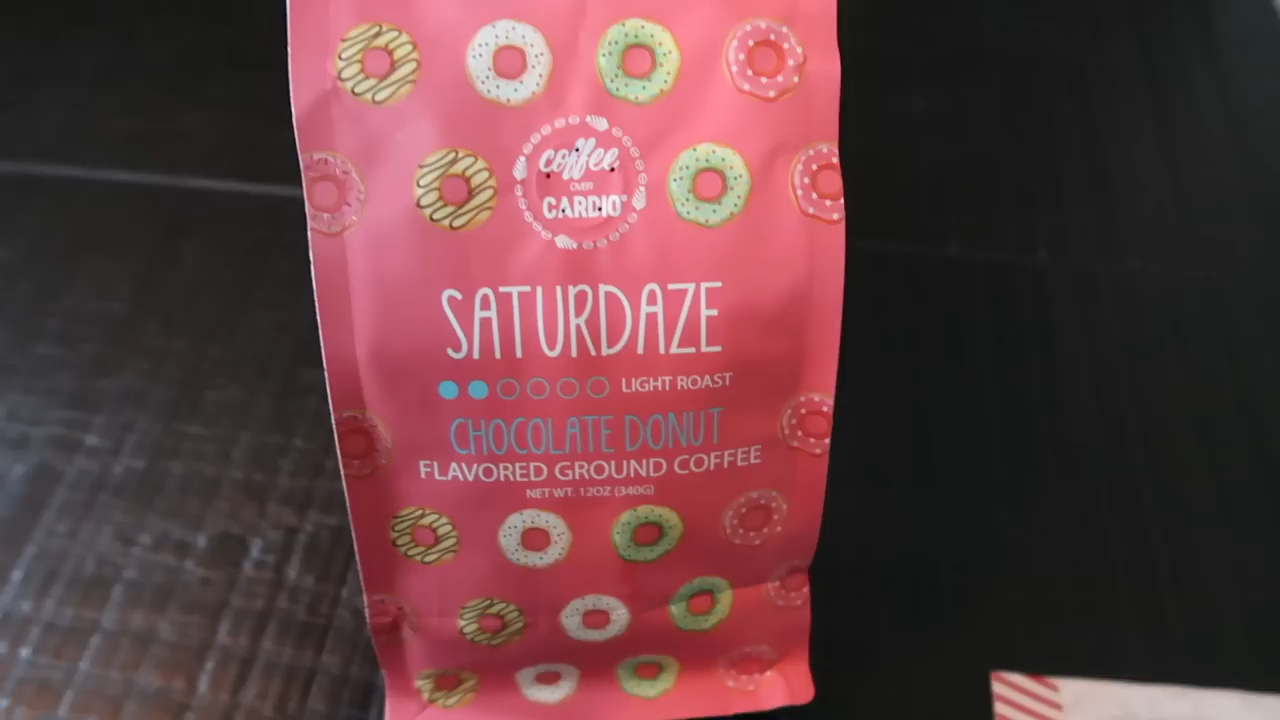 coffee
OVER
CARDIO
SATURDAZE
LIGHT ROAST
CHOCOLATE DONUT
FLAVORED GROUND COFFEE
NET WT. 12OZ (340G)